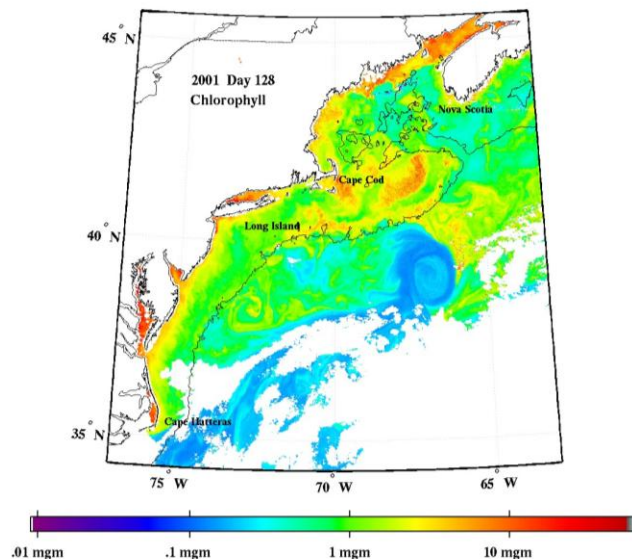 45° N
2001 Day 128
Chlorophyll
Nova Scotia
Cape Cod
Long Island
40° N
Cape Hatteras
35° N
75° W
70° W
65° W
.01 mgm
.1 mgm
1 mgm
10 mgm